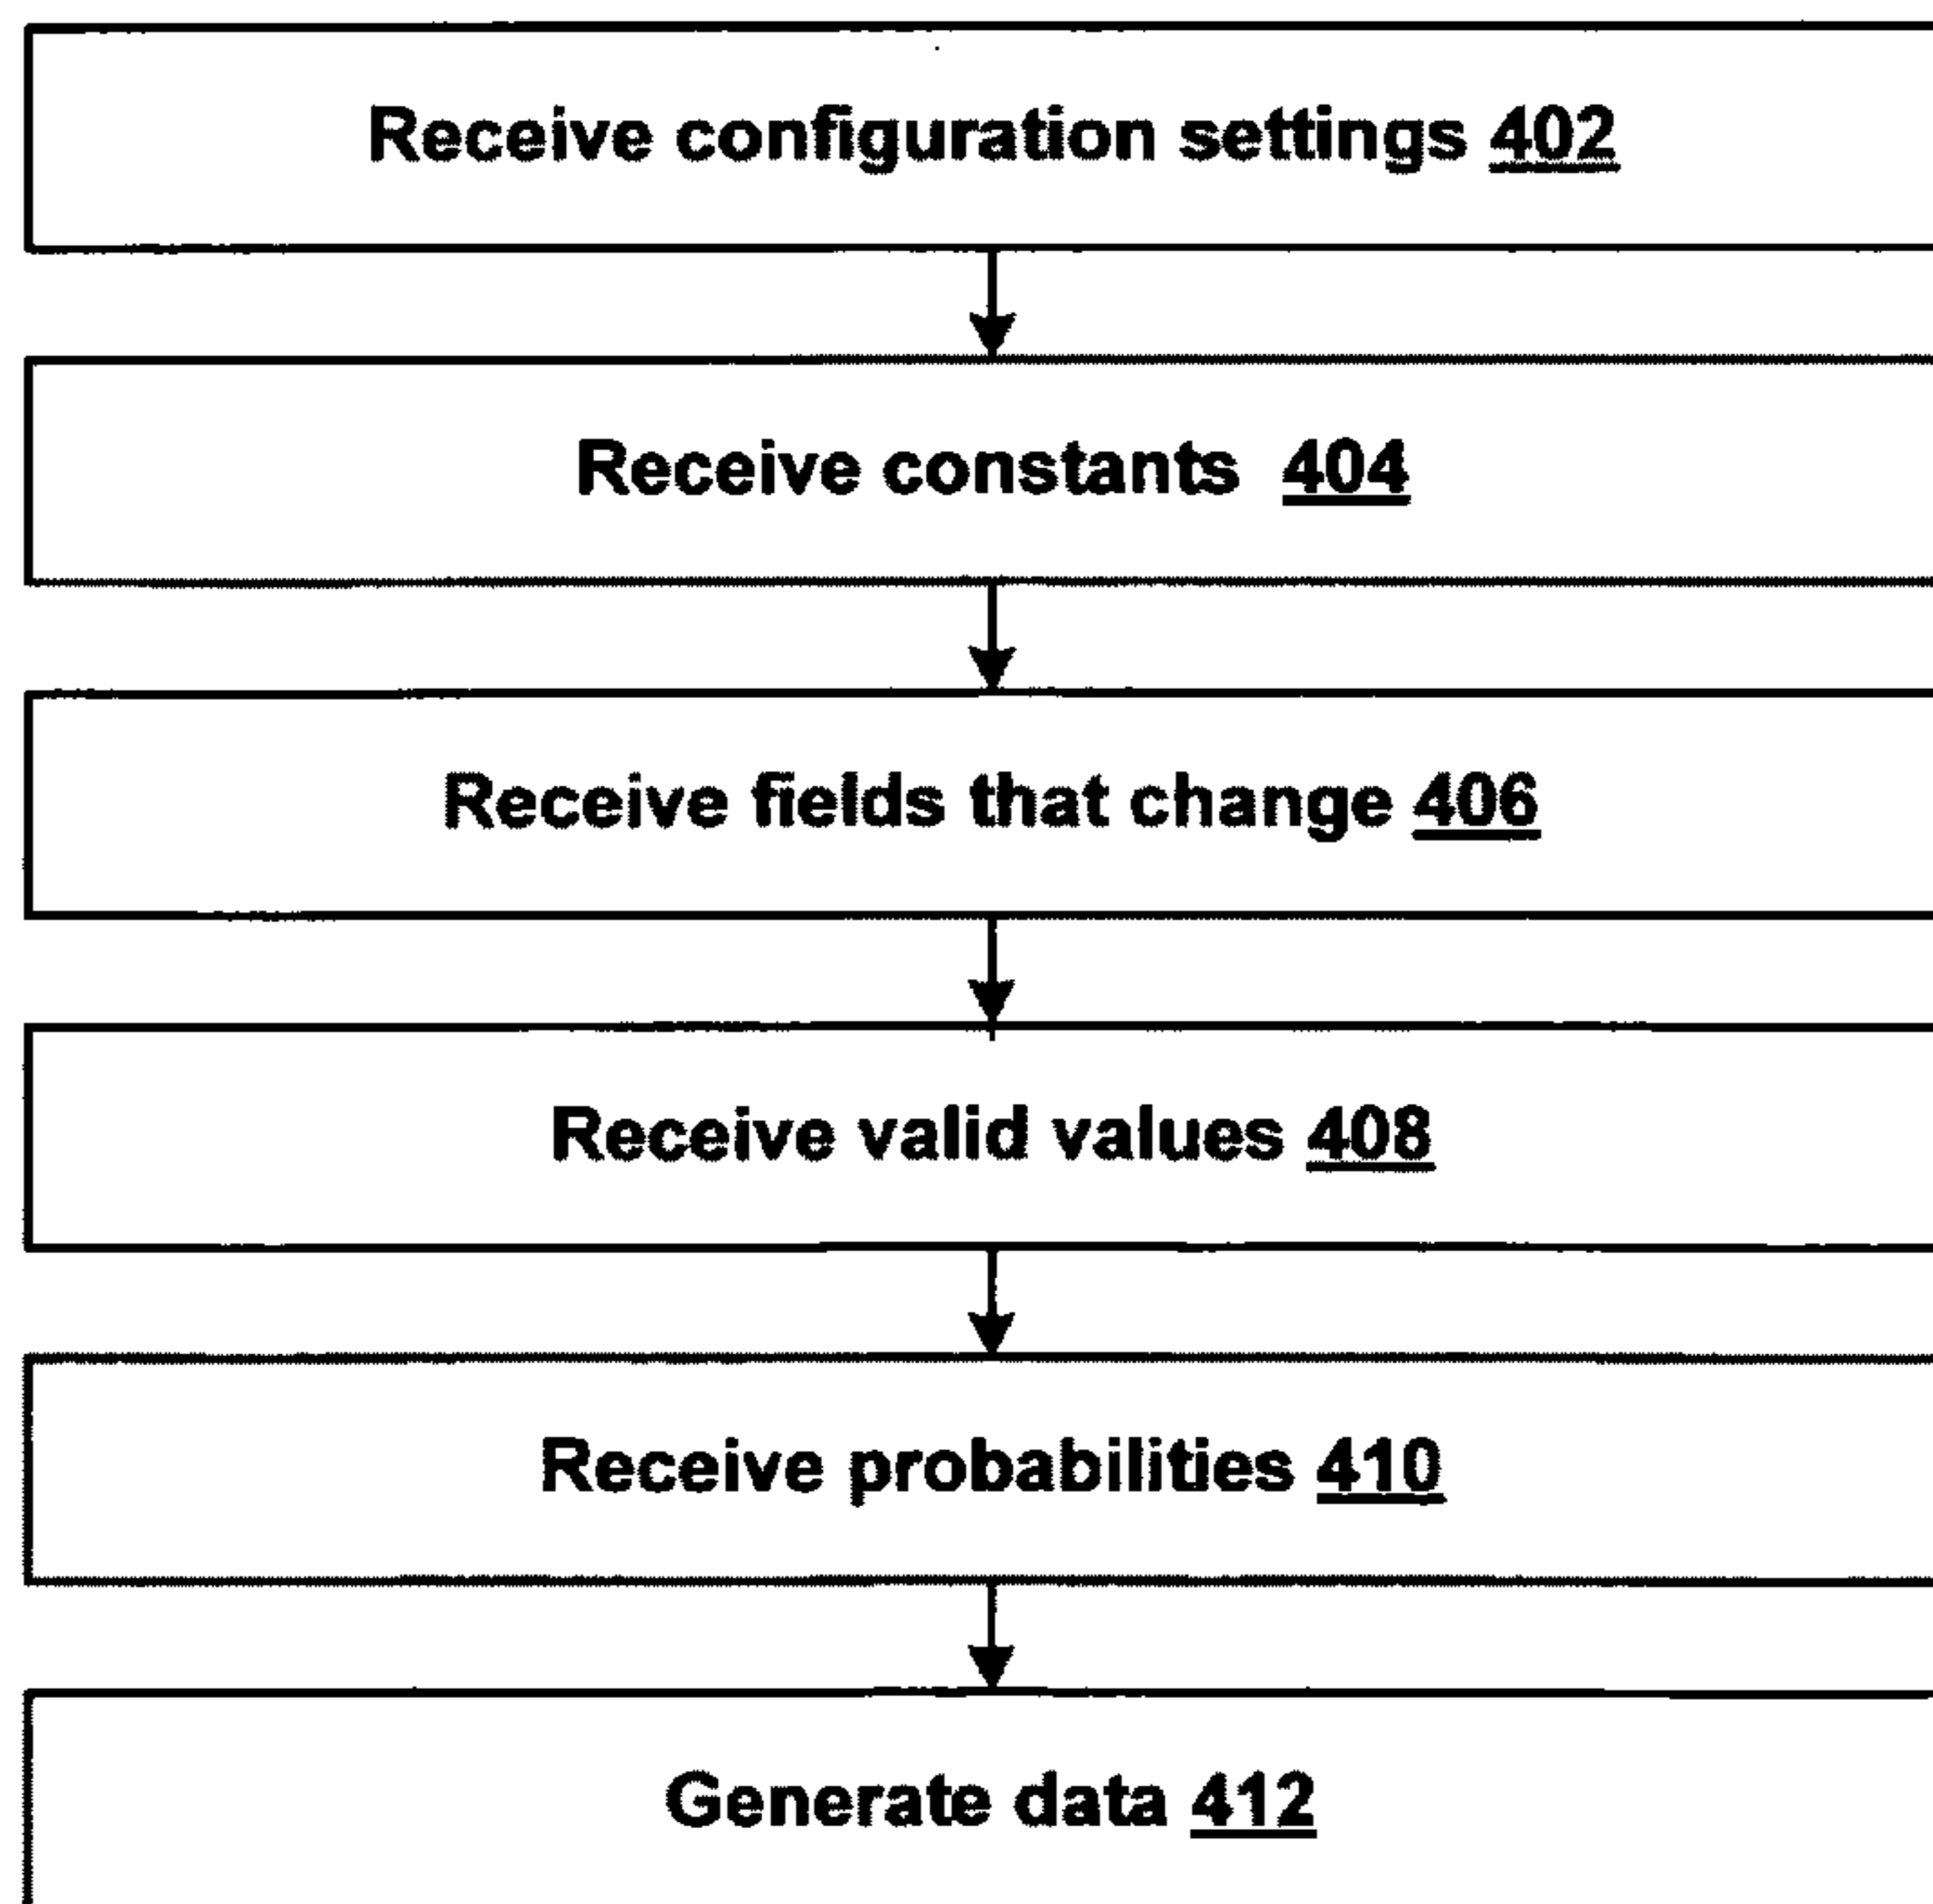 Receive configuration settings 402
Receive constants 404
Receive fields that change 406
Receive valid values 408
Receive probabilities 410
Generate data 412